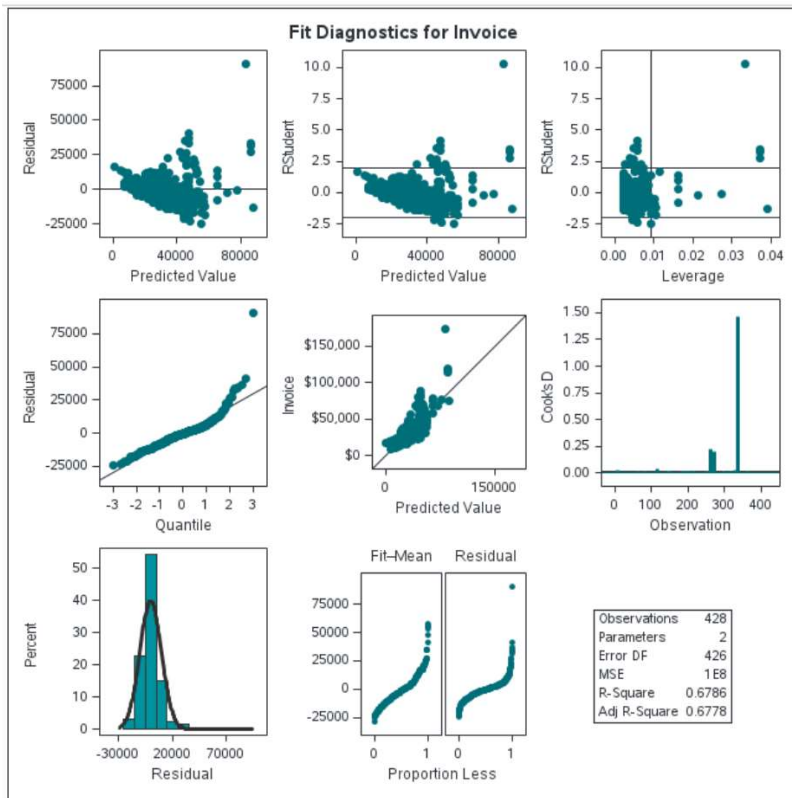 Fit Diagnostics for Invoice
Residual
75000
50000
25000
0
-25000
0 40000 80000
Predicted Value
RStudent
10.0
7.5
5.0
2.5
0.0
-2.5
0 40000 80000
Predicted Value
RStudent
10.0
7.5
5.0
2.5
0.0
-2.5
0.00 0.01 0.02 0.03 0.04
Leverage
Residual
75000
50000
25000
0
-25000
-3 -2 -1 0 1 2 3
Quantile
Invoice
$150,000
$100,000
$50,000
$0
0 150000
Predicted Value
Cook's D
1.50
1.25
1.00
0.75
0.50
0.25
0.00
0 100 200 300 400
Observation
Percent
50
40
30
20
10
0
-30000 20000 70000
Residual
Fit–Mean Residual
75000
50000
25000
0
-25000
0 1 0 1
Proportion Less
Observations 428
Parameters 2
Error DF 426
MSE 1E8
R-Square 0.6786
Adj R-Square 0.6778